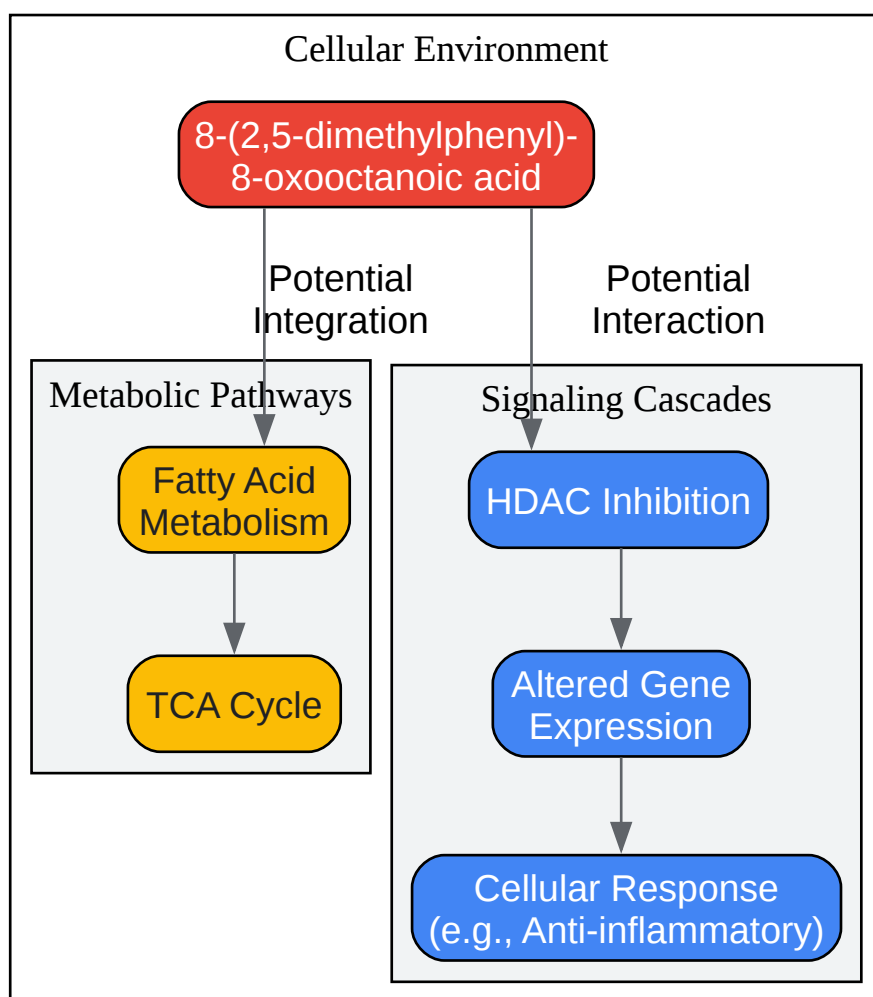 Cellular Environment
8-(2,5-dimethylphenyl)-
8-oxooctanoic acid
Potential
Integration
Potential
Interaction
Metabolic Pathways
Fatty Acid
Metabolism
TCA Cycle
Signaling Cascades
HDAC Inhibition
Altered Gene
Expression
Cellular Response
(e.g., Anti-inflammatory)